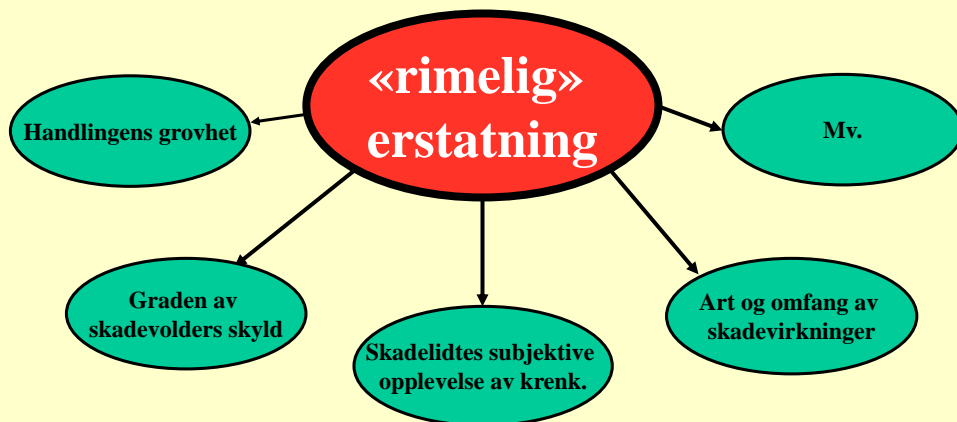 «rimelig»
erstatning
Handlingens grovhet
Mv.
Graden av
skadevolders skyld
Skadelidtes subjektive
opplevelse av krenk.
Art og omfang av
skadevirkninger